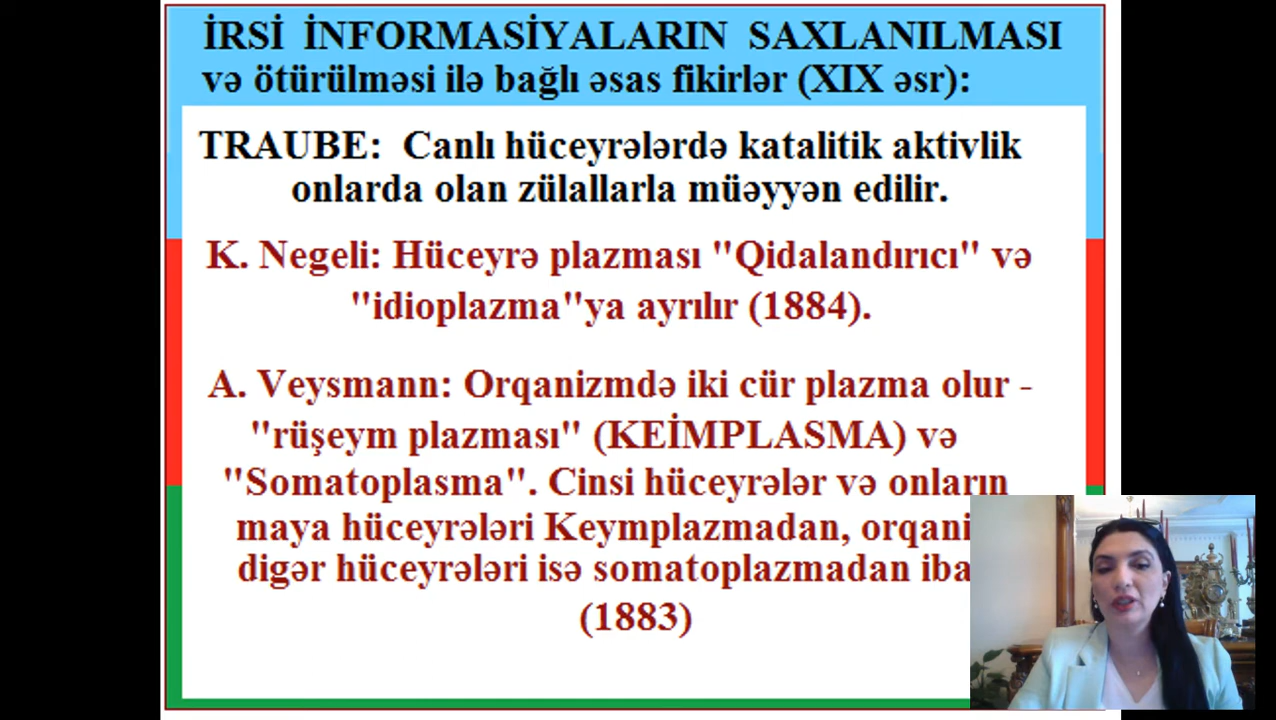 İRSİ İNFORMASİYALARIN SAXLANILMASI
və ötürülməsi ilə bağlı əsas fikirlər (XIX əsr):
TRAUBE: Canlı hüceyrələrdə katalitik aktivlik
onlarda olan zülallarla müəyyən edilir.
K. Negeli: Hüceyrə plazması "Qidalandırıcı" və
"idioplazma"ya ayrılır (1884).
A. Veysmann: Orqanizmdə iki cür plazma olur -
"rüşeym plazması" (KEİMPLASMA) və
"Somatoplasma". Cinsi hüceyrələr və onların
maya hüceyrələri Keymplazmadan,
digər hüceyrələri isə somatoplazmadan
(1883)